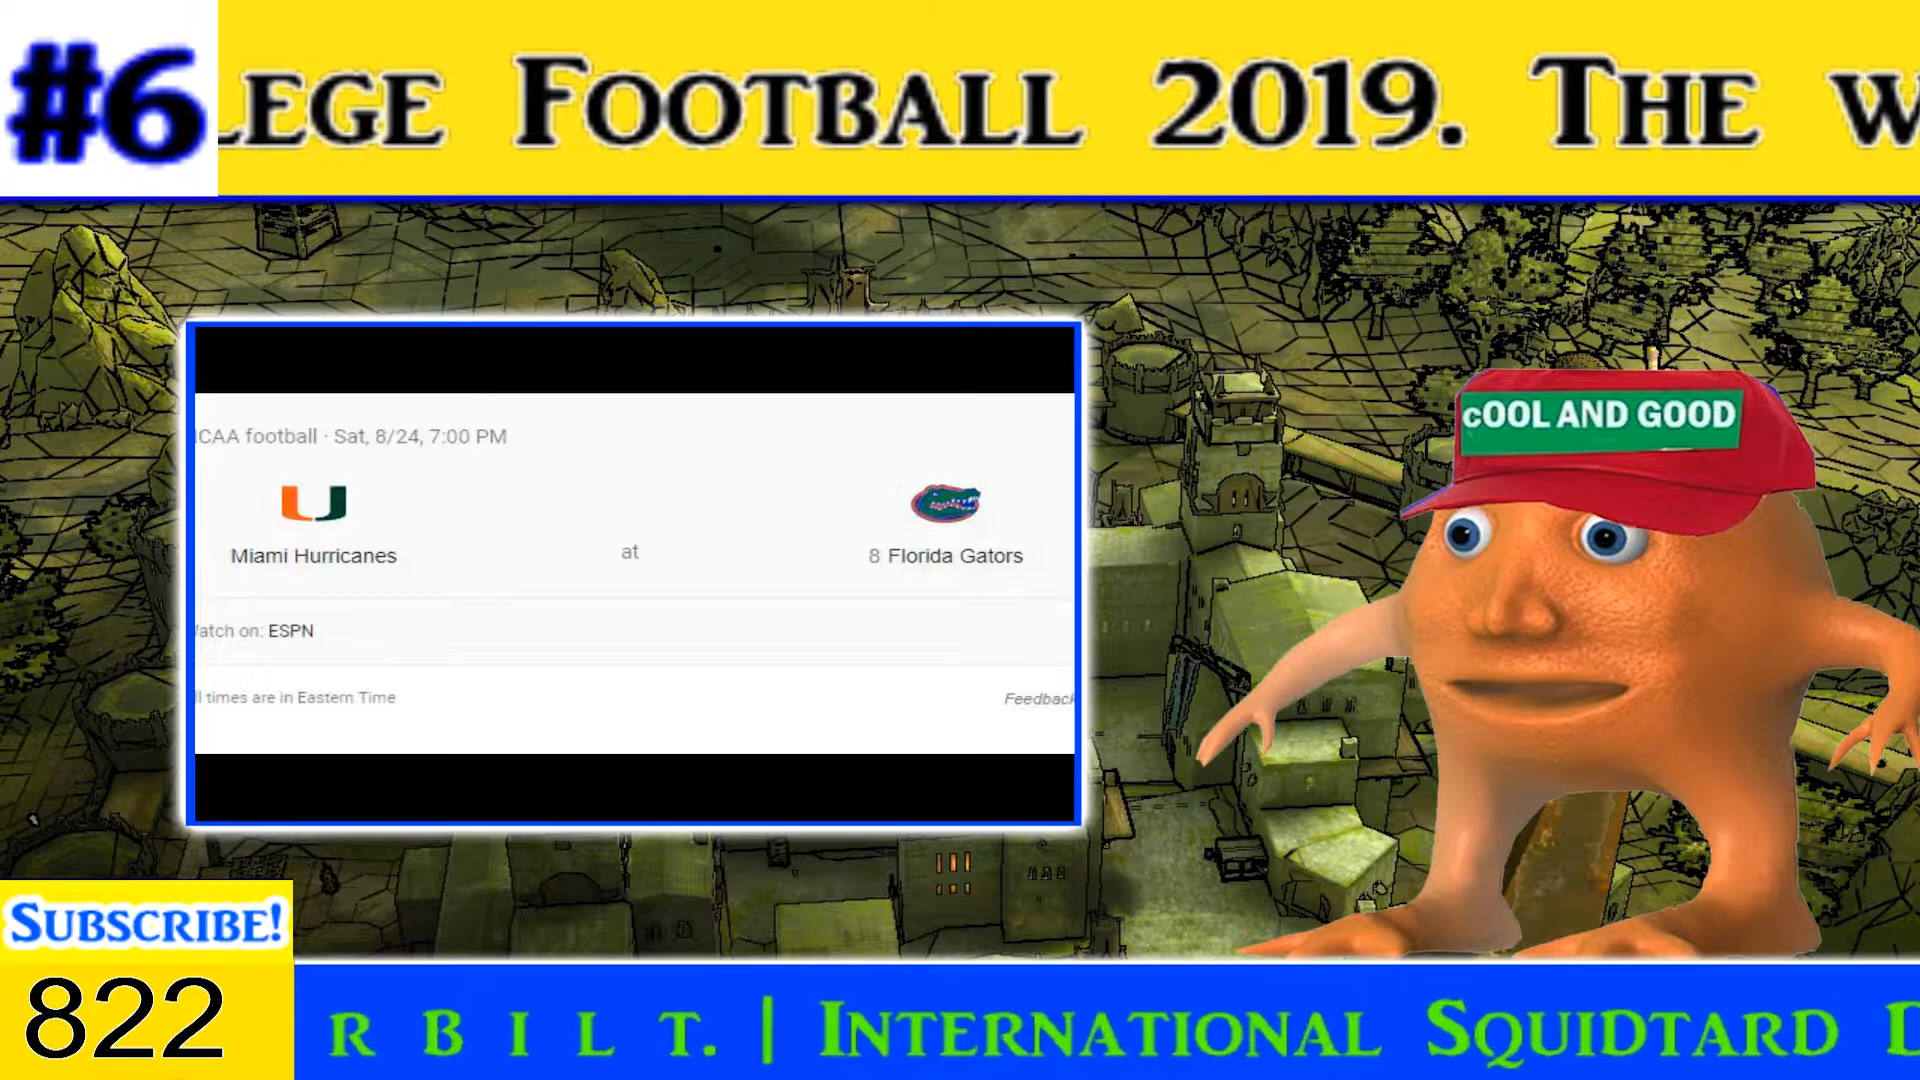 #6
LEGE FOOTBALL 2019. THE W
CAA football · Sat, 8/24, 7:00 PM
Miami Hurricanes
at
8 Florida Gators
atch on: ESPN
ll times are in Eastern Time
Feedback
cOOL AND GOOD
SUBSCRIBE!
822
R B I L T. | INTERNATIONAL SQUIDTARD D